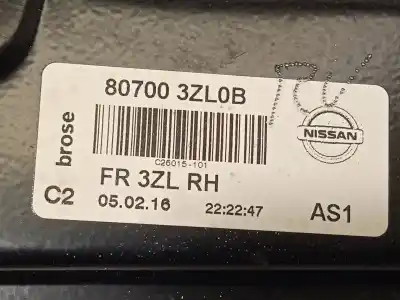 80700 3ZL0B
brose
C26015-101
NISSAN
FR 3ZL RH
C2
05.02.16
22:22:47
AS1